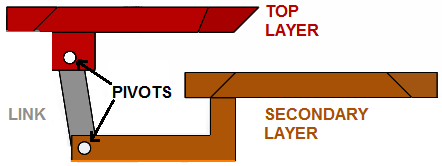 TOP
LAYER
PIVOTS
LINK
SECONDARY
LAYER